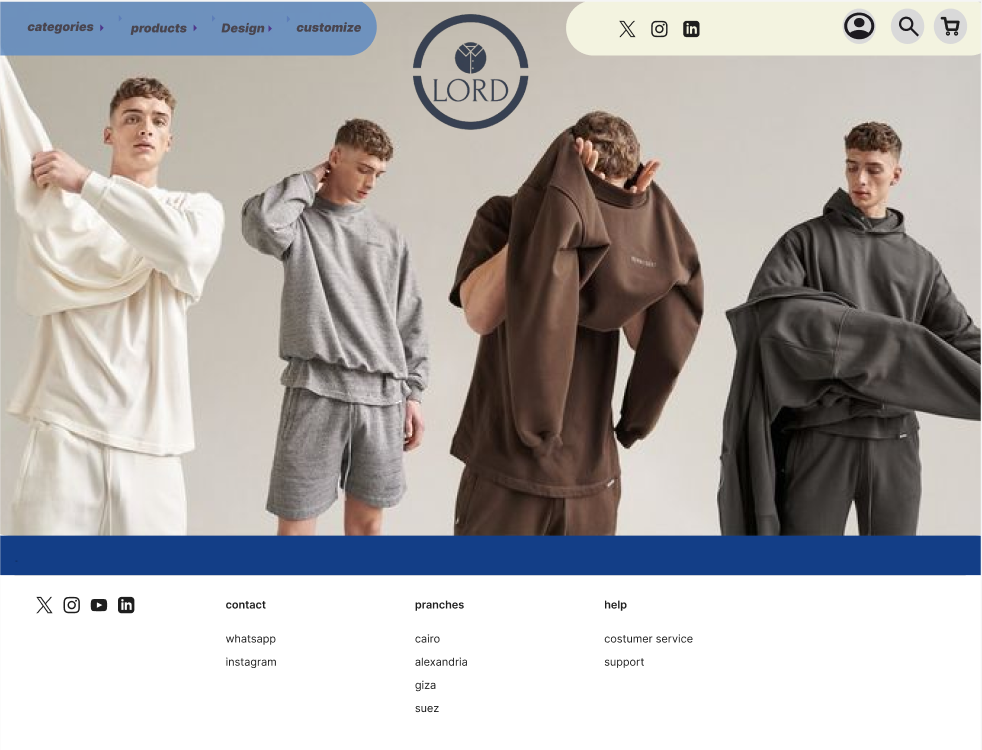 categories products Design customize
LORD
contact pranches help
whatsapp cairo costumer service
instagram alexandria support
giza
suez